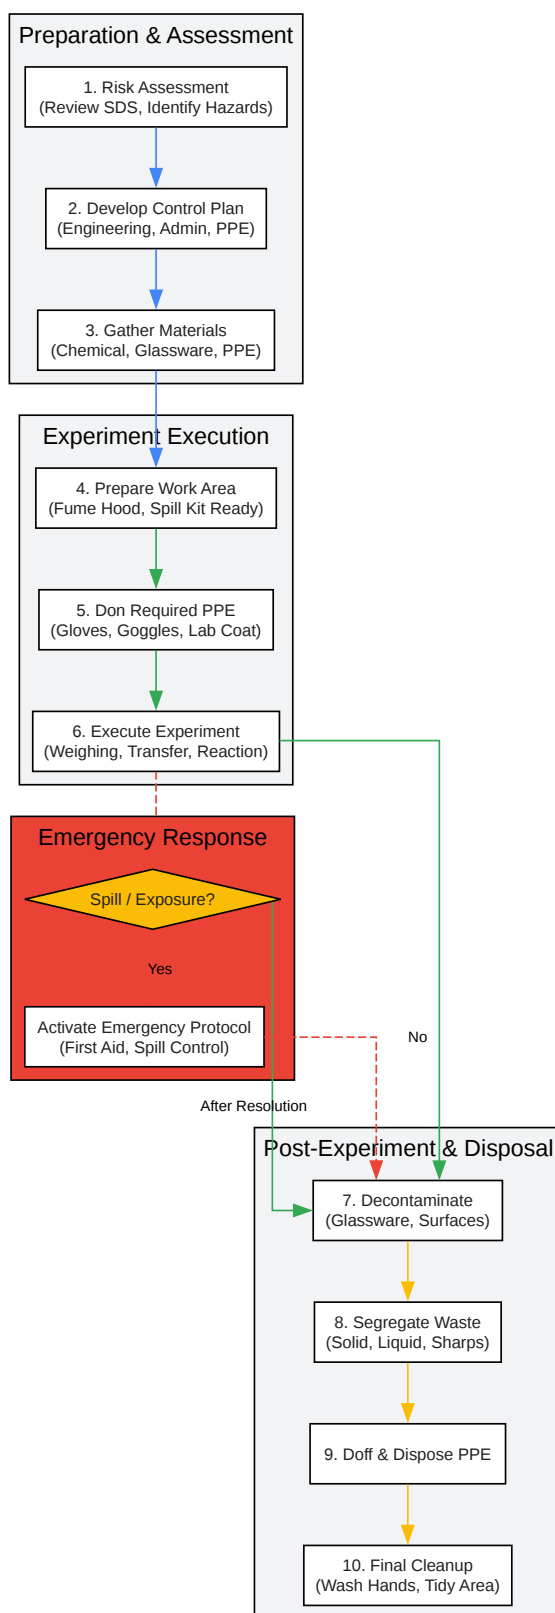 Preparation & Assessment
1. Risk Assessment
(Review SDS, Identify Hazards)
2. Develop Control Plan
(Engineering, Admin, PPE)
3. Gather Materials
(Chemical, Glassware, PPE)
Experiment Execution
4. Prepare Work Area
(Fume Hood, Spill Kit Ready)
5. Don Required PPE
(Gloves, Goggles, Lab Coat)
6. Execute Experiment
(Weighing, Transfer, Reaction)
Emergency Response
Spill / Exposure?
Yes
Activate Emergency Protocol
(First Aid, Spill Control)
No
After Resolution
Post-Experiment & Disposal
7. Decontaminate
(Glassware, Surfaces)
8. Segregate Waste
(Solid, Liquid, Sharps)
9. Doff & Dispose PPE
10. Final Cleanup
(Wash Hands, Tidy Area)